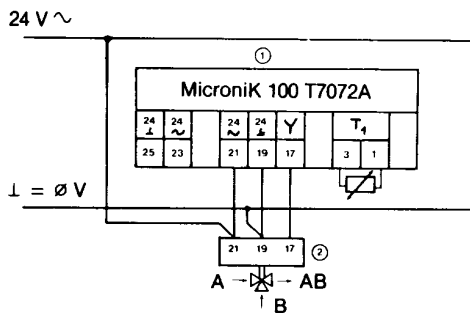 24 V ∿
①
MicroniK 100 T7072A
24 ⊥ 24 ∿ 24 ∿ 24 ⊥ Y T₁
25 23 21 19 17 3 1
⊥ = ø V
21 19 17 ②
A → → AB
↑ B